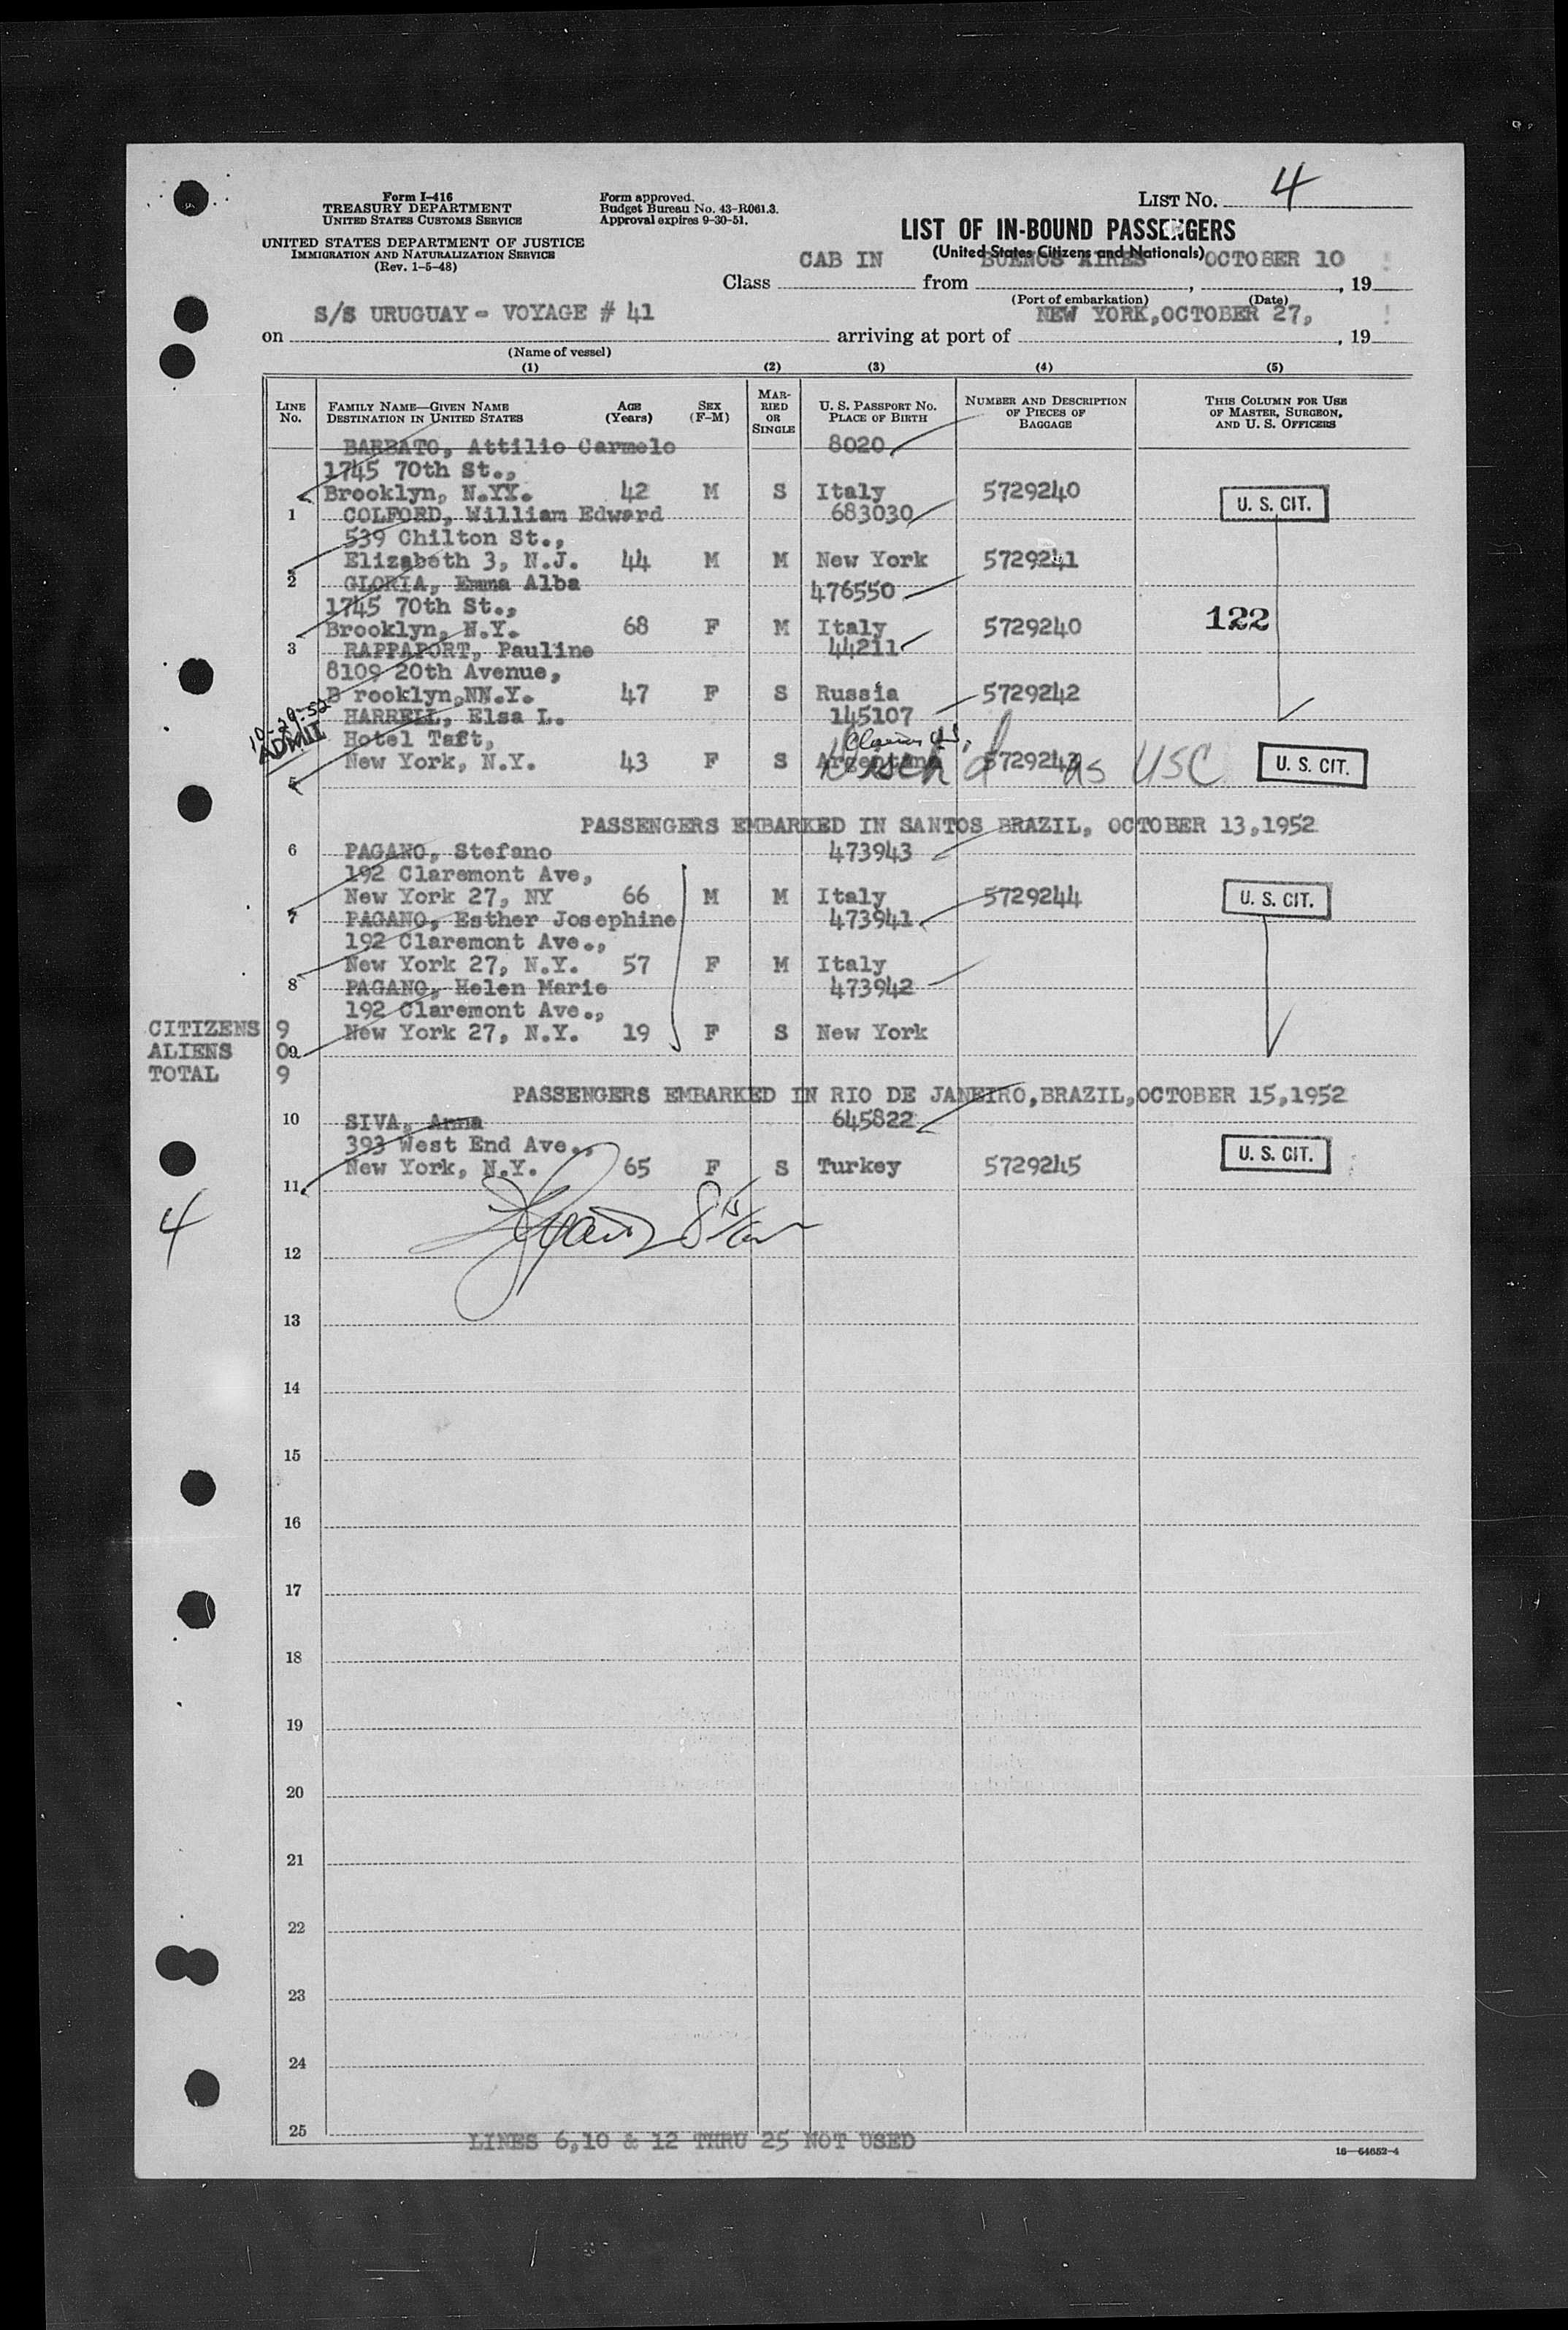 Form I-416
TREASURY DEPARTMENT
UNITED STATES CUSTOMS SERVICE
UNITED STATES DEPARTMENT OF JUSTICE
IMMIGRATION AND NATURALIZATION SERVICE
(Rev. 1-5-48)
Form approved.
Budget Bureau No. 43-R061.3.
Approval expires 9-30-51.
LIST No. 4
LIST OF IN-BOUND PASSENGERS
(United States Citizens and Nationals)
Class CAB IN from BUENOS AIRES, OCTOBER 10, 19
(Port of embarkation) (Date)
on S/S URUGUAY - VOYAGE # 41 arriving at port of NEW YORK, OCTOBER 27, , 19
(Name of vessel)
(1) (2) (3) (4) (5)
LINE No. FAMILY NAME—GIVEN NAME DESTINATION IN UNITED STATES AGE (Years) SEX (F-M) MARRIED OR SINGLE U. S. PASSPORT NO. PLACE OF BIRTH NUMBER AND DESCRIPTION OF PIECES OF BAGGAGE THIS COLUMN FOR USE OF MASTER, SURGEON, AND U. S. OFFICERS
BARBATO, Attilio Carmelo 8020
1745 70th St.,
Brooklyn, N.YY. 42 M S Italy 5729240 U. S. CIT.
1 COLFORD, William Edward 683030
539 Chilton St.,
Elizabeth 3, N.J. 44 M M New York 5729241
2 GLORIA, Emma Alba 476550
1745 70th St.,
Brooklyn, N.Y. 68 F M Italy 5729240 122
3 RAPPAPORT, Pauline 44211
8109 20th Avenue,
B rooklyn,NN.Y. 47 F S Russia 5729242
10-29-52 HARRELL, Elsa L. 145107
ADMIT Hotel Taft,
New York, N.Y. 43 F S Argentana 5729243 as USC U. S. CIT.
5
PASSENGERS EMBARKED IN SANTOS BRAZIL, OCTOBER 13,1952
6 PAGANO, Stefano 473943
192 Claremont Ave,
New York 27, NY 66 M M Italy 5729244 U. S. CIT.
7 PAGANO, Esther Josephine 473941
192 Claremont Ave.,
New York 27, N.Y. 57 F M Italy
8 PAGANO, Helen Marie 473942
192 Claremont Ave.,
CITIZENS 9 New York 27, N.Y. 19 F S New York
ALIENS 0 9
TOTAL 9
PASSENGERS EMBARKED IN RIO DE JANEIRO,BRAZIL,OCTOBER 15,1952
10 SIVA, Anna 645822
393 West End Ave.,
New York, N.Y. 65 F S Turkey 5729245 U. S. CIT.
11
4
12
13
14
15
16
17
18
19
20
21
22
23
24
25
LINES 6,10 & 12 THRU 25 NOT USED
16—54652-4